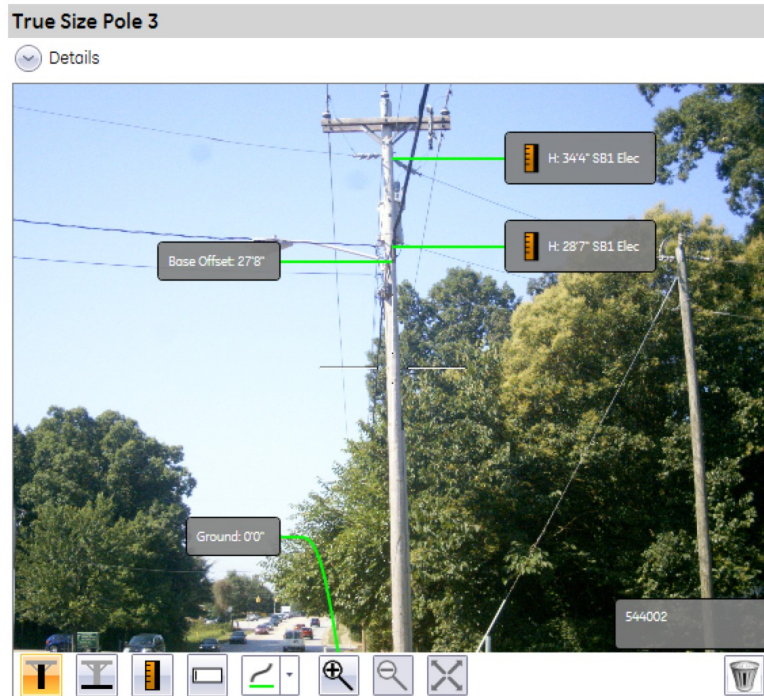 True Size Pole 3
Details
H: 34'4" SB1 Elec
H: 28'7" SB1 Elec
Base Offset: 27'8"
Ground: 0'0"
544002